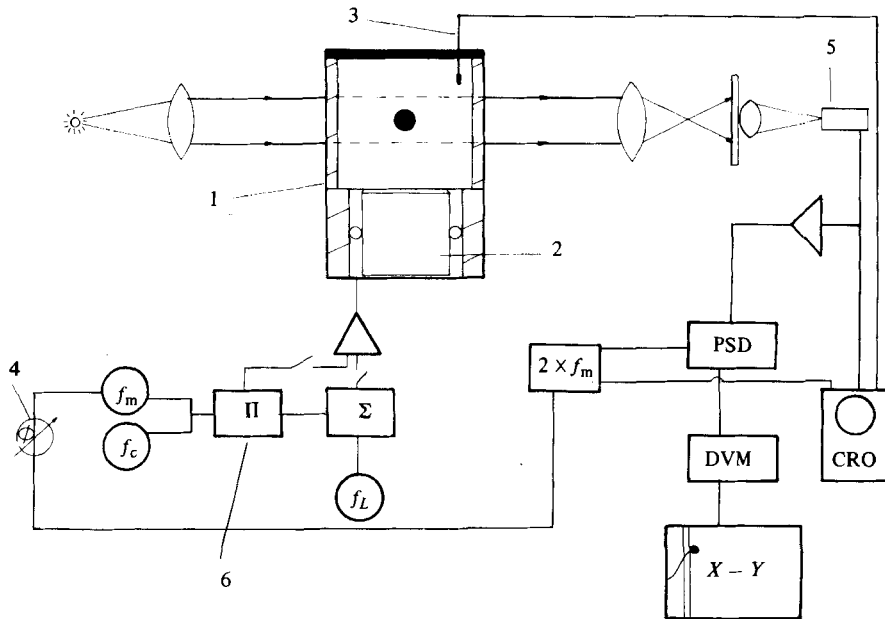 3
5
1
2
4
f_m
f_c
Π
Σ
f_L
6
2 × f_m
PSD
DVM
CRO
X – Y
ϕ